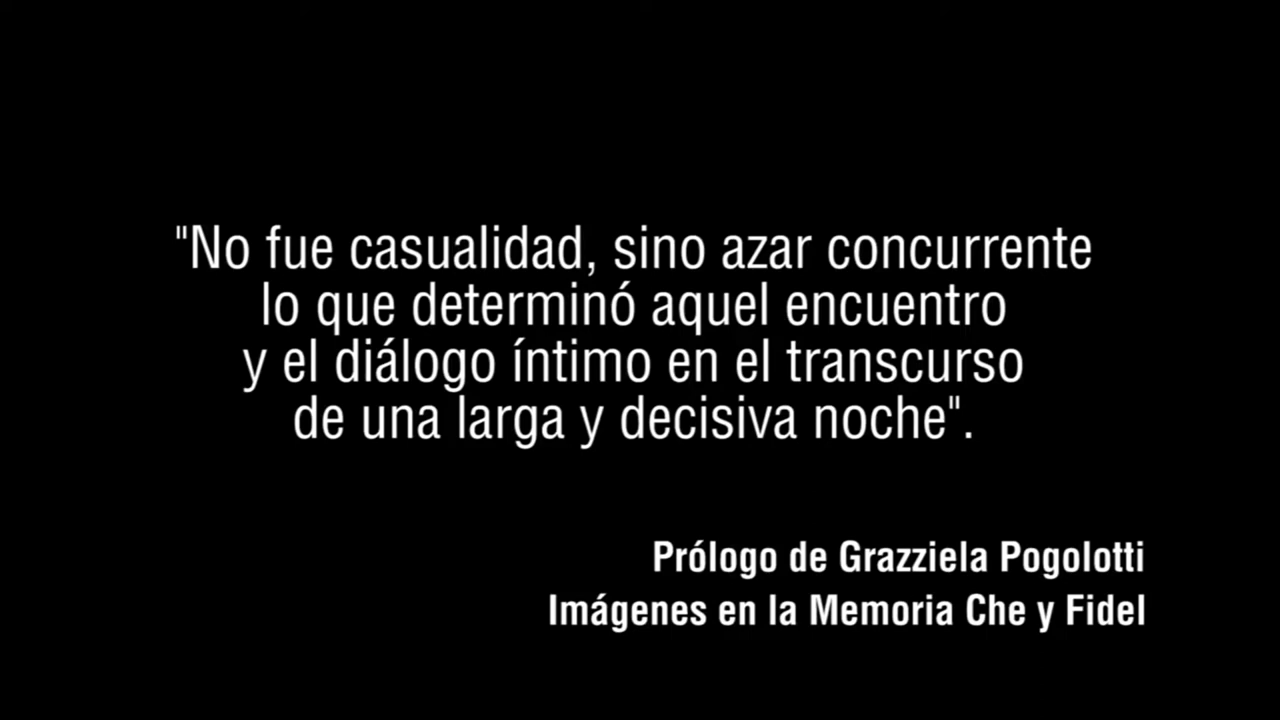 "No fue casualidad, sino azar concurrente
lo que determinó aquel encuentro
y el diálogo íntimo en el transcurso
de una larga y decisiva noche".
Prólogo de Grazziela Pogolotti
Imágenes en la Memoria Che y Fidel